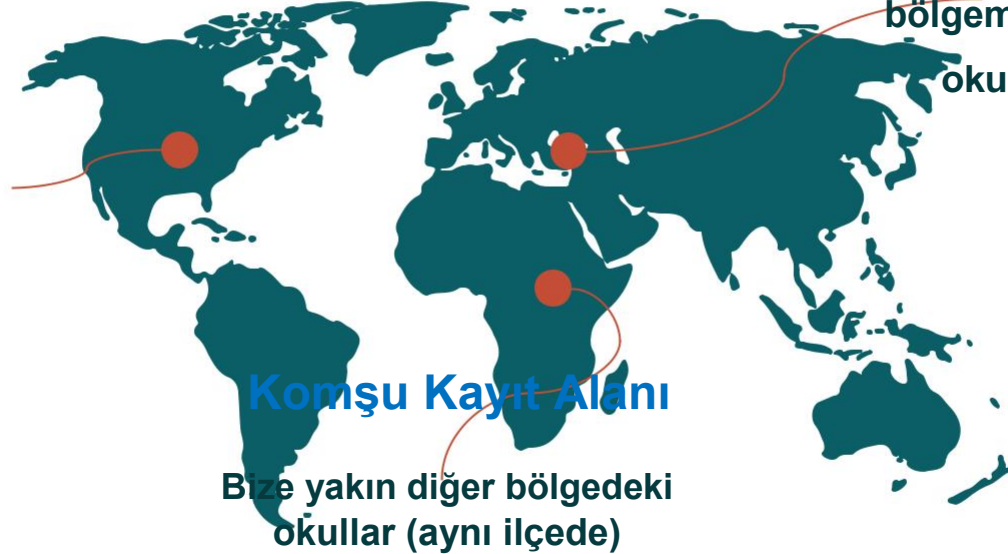 Komşu Kayıt Alanı
Bize yakın diğer bölgedeki
okullar (aynı ilçede)